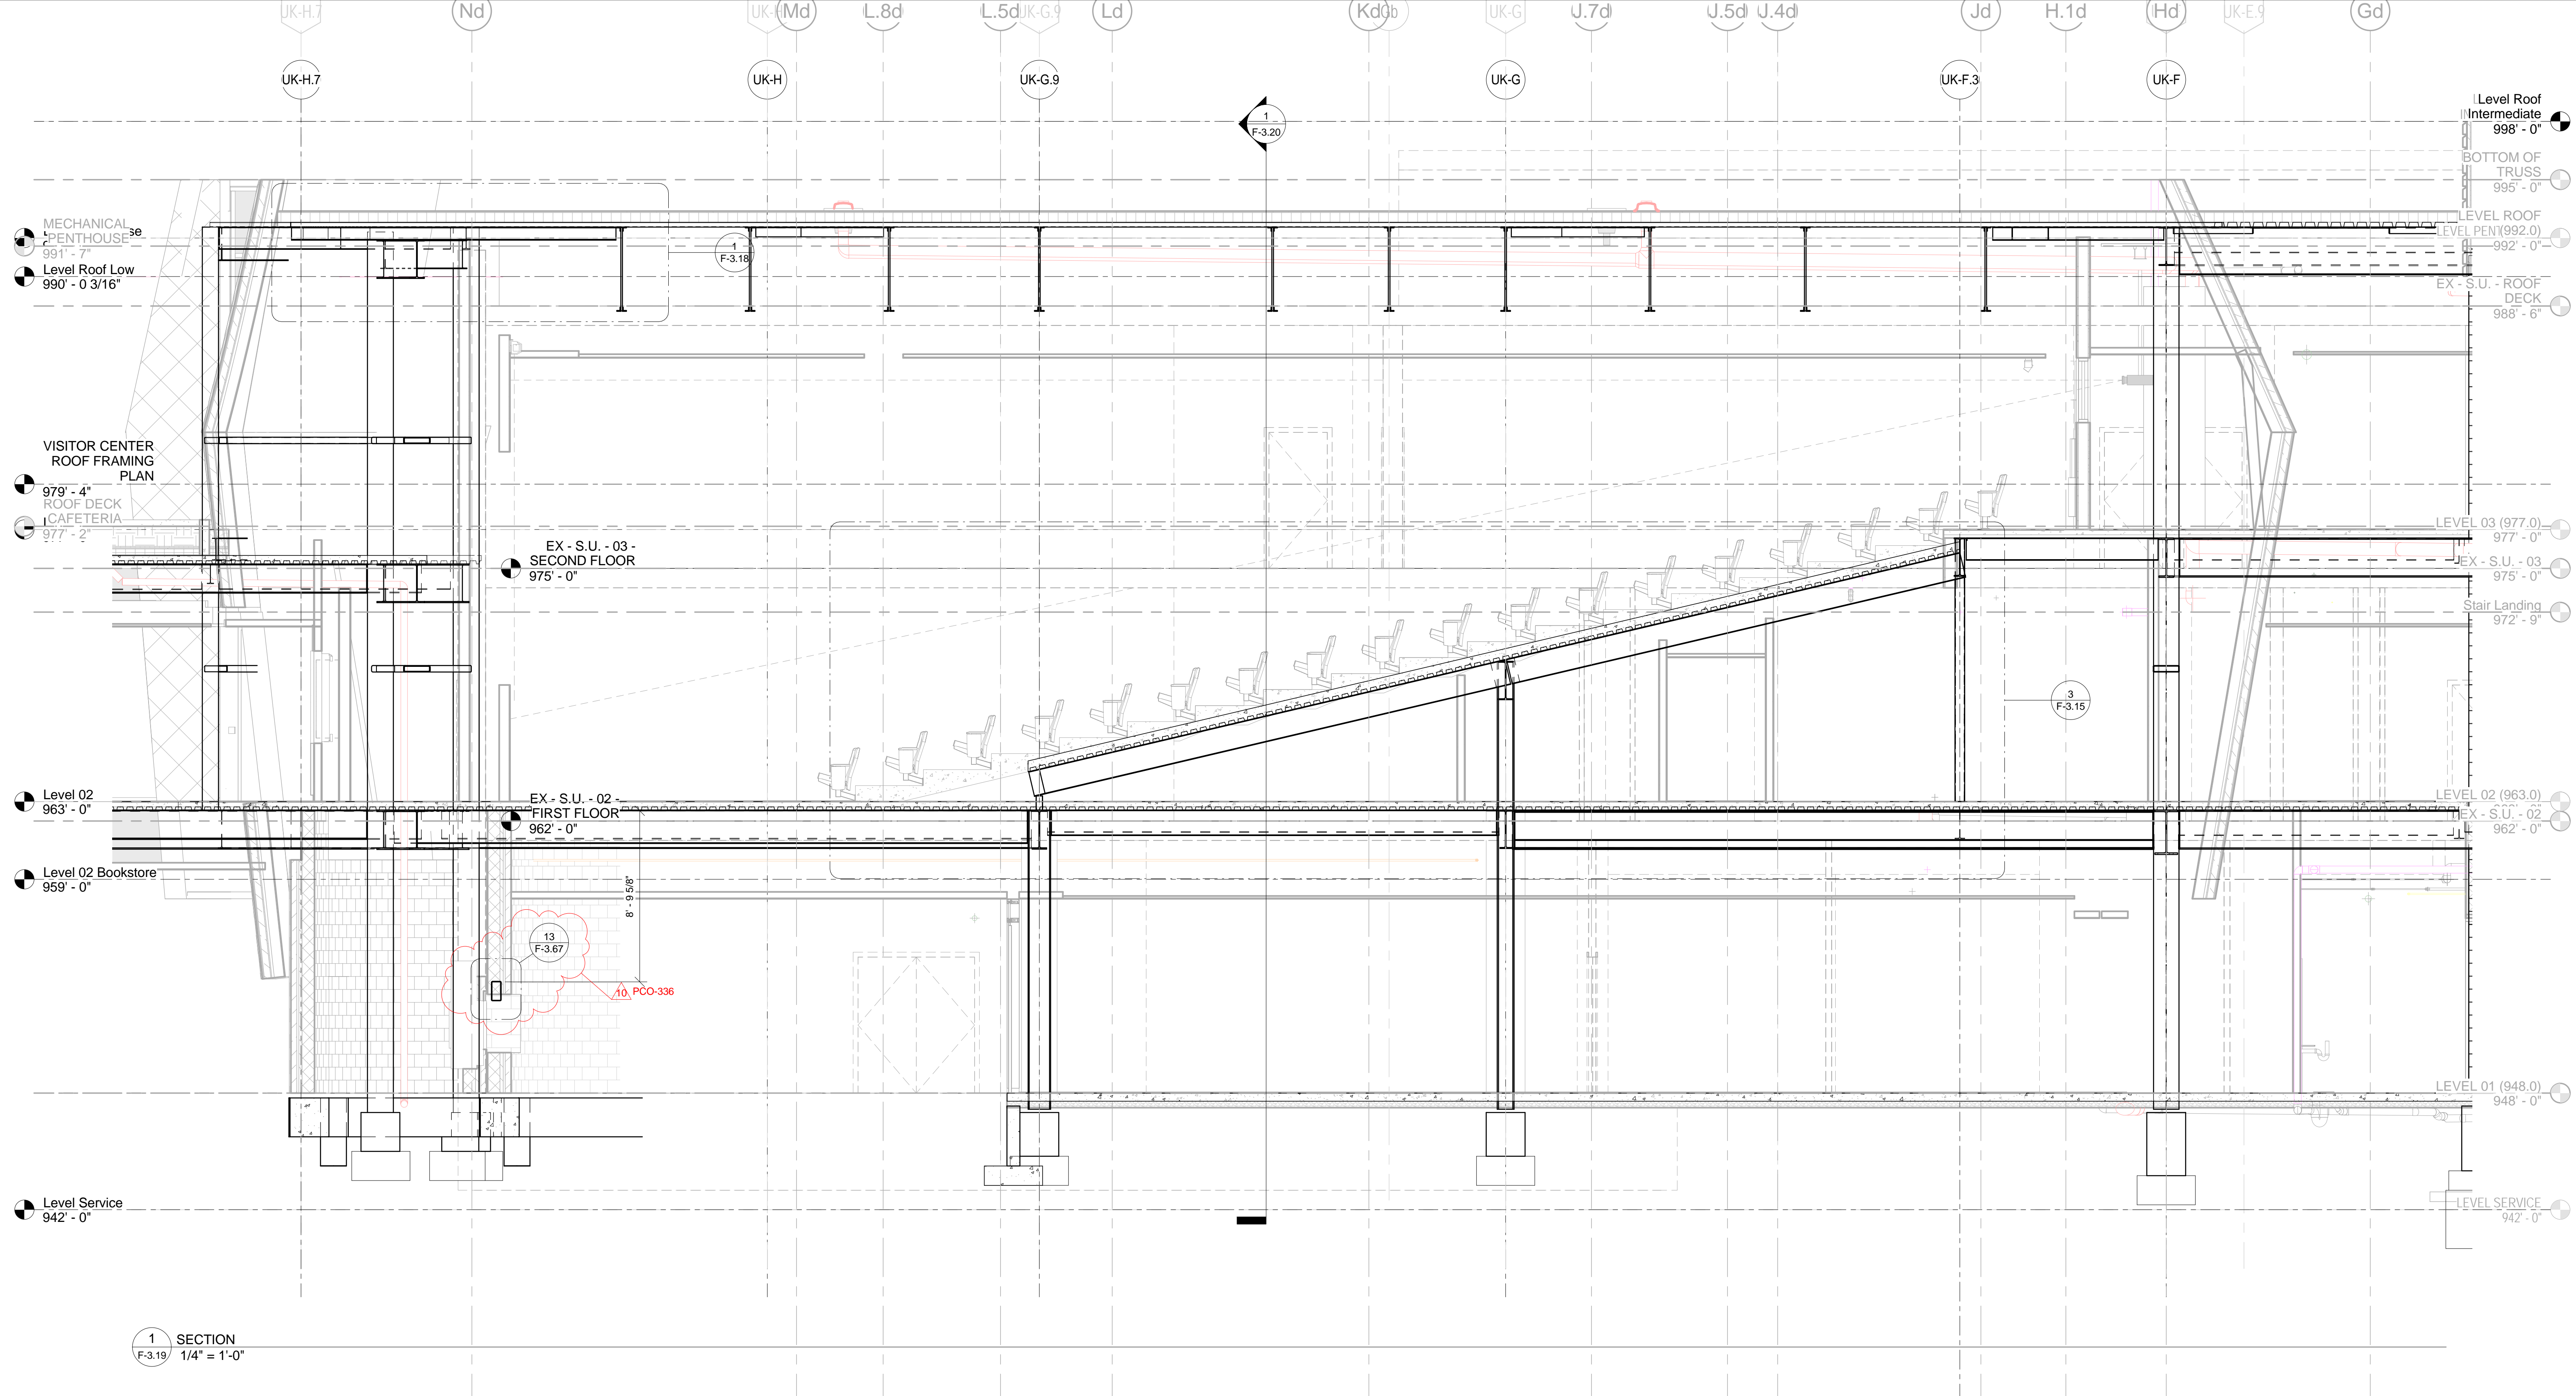 UK-H.7
Nd
UK-H
Md
L.8d
L.5d
UK-G.9
Ld
Kd
UK-G
J.7d
J.5d
J.4d
Jd
H.1d
Hd
UK-E.9
Gd
UK-H.7
UK-H
UK-G.9
UK-G
UK-F.3
UK-F
1
F-3.20
Level Roof
Intermediate
998' - 0"
BOTTOM OF
TRUSS
995' - 0"
LEVEL ROOF
(992.0)
992' - 0"
EX - S.U. - ROOF
DECK
988' - 6"
MECHANICAL
PENTHOUSE
991' - 7"
Level Roof Low
990' - 0 3/16"
1
F-3.18
VISITOR CENTER
ROOF FRAMING
PLAN
979' - 4"
ROOF DECK
CAFETERIA
977' - 2"
EX - S.U. - 03 -
SECOND FLOOR
975' - 0"
LEVEL 03 (977.0)
977' - 0"
EX - S.U. - 03
975' - 0"
Stair Landing
972' - 9"
3
F-3.15
Level 02
963' - 0"
EX - S.U. - 02 -
FIRST FLOOR
962' - 0"
LEVEL 02 (963.0)
EX - S.U. - 02
962' - 0"
Level 02 Bookstore
959' - 0"
8' - 9 5/8"
13
F-3.67
10 PCO-336
LEVEL 01 (948.0)
948' - 0"
Level Service
942' - 0"
LEVEL SERVICE
942' - 0"
1
F-3.19
SECTION
1/4" = 1'-0"